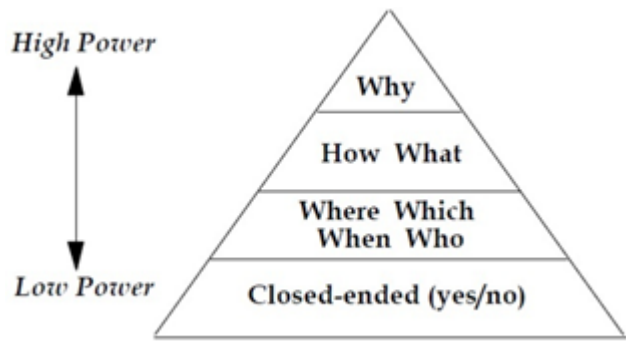 High Power
Why
How What
Where Which
When Who
Low Power
Closed-ended (yes/no)